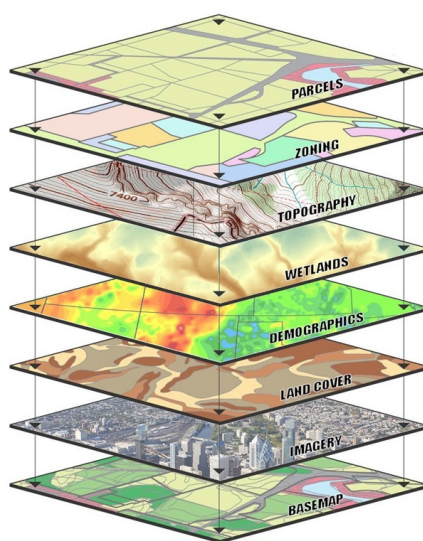 PARCELS
ZONING
7400
TOPOGRAPHY
WETLANDS
DEMOGRAPHICS
LAND COVER
IMAGERY
BASEMAP